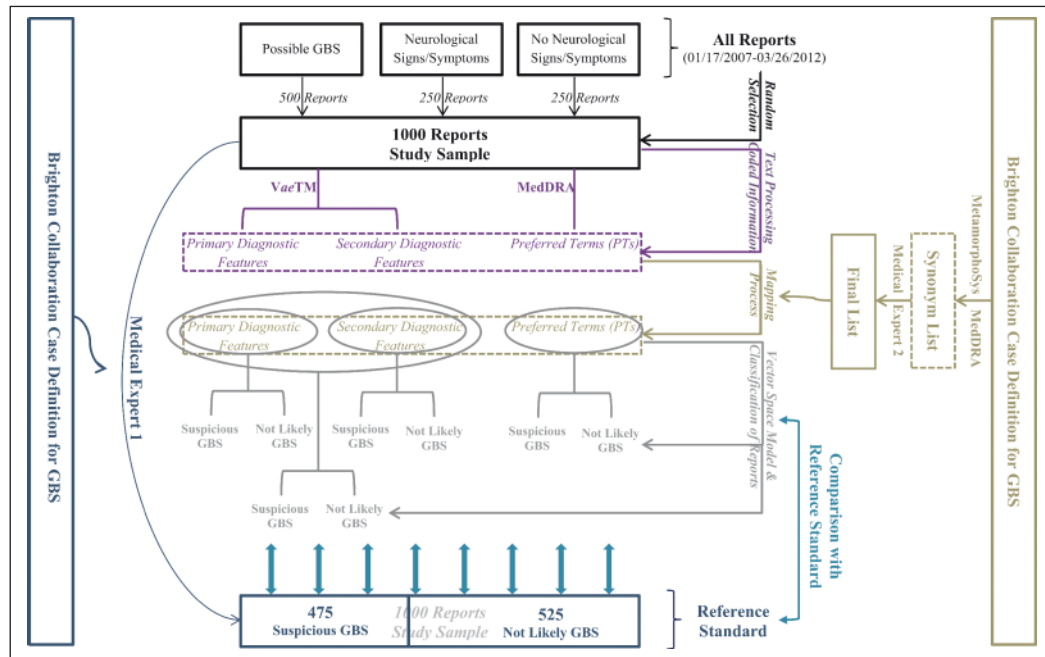 Brighton Collaboration Case Definition for GBS
Possible GBS
Neurological
Signs/Symptoms
No Neurological
Signs/Symptoms
All Reports
(01/17/2007-03/26/2012)
500 Reports
250 Reports
250 Reports
Random
Selection
1000 Reports
Study Sample
VaeTM
MedDRA
Text Processing
Coded Information
Primary Diagnostic
Features
Secondary Diagnostic
Features
Preferred Terms (PTs)
Mapping
Process
Final List
Medical Expert 2
Synonym List
MetamorphoSys
MedDRA
Brighton Collaboration Case Definition for GBS
Primary Diagnostic
Features
Secondary Diagnostic
Features
Preferred Terms (PTs)
Medical Expert 1
Vector Space Model &
Classification of Reports
Suspicious
GBS
Not Likely
GBS
Suspicious
GBS
Not Likely
GBS
Suspicious
GBS
Not Likely
GBS
Suspicious
GBS
Not Likely
GBS
Comparison with
Reference Standard
475
Suspicious GBS
1000 Reports
Study Sample
525
Not Likely GBS
Reference
Standard